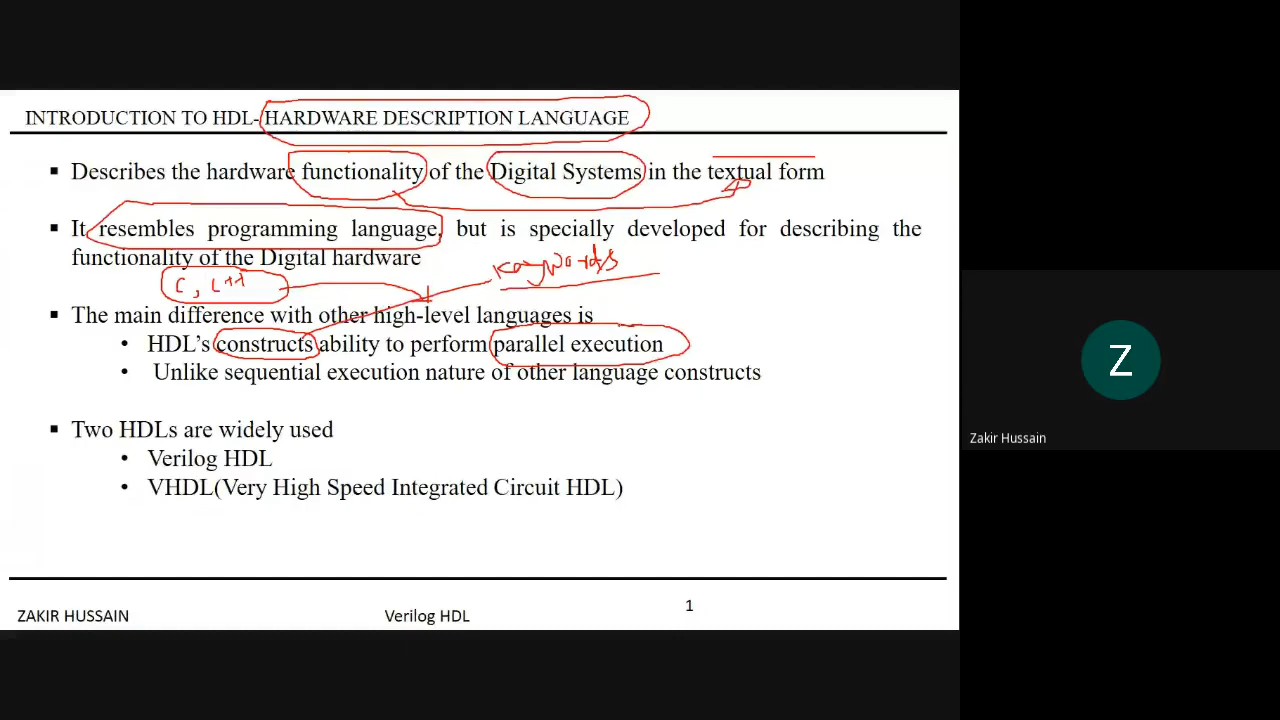 INTRODUCTION TO HDL-HARDWARE DESCRIPTION LANGUAGE
▪ Describes the hardware functionality of the Digital Systems in the textual form
▪ It resembles programming language, but is specially developed for describing the
functionality of the Digital hardware
keywords
C, C++
▪ The main difference with other high-level languages is
• HDL's constructs ability to perform parallel execution
• Unlike sequential execution nature of other language constructs
▪ Two HDLs are widely used
• Verilog HDL
• VHDL(Very High Speed Integrated Circuit HDL)
ZAKIR HUSSAIN
Verilog HDL
1
Z
Zakir Hussain